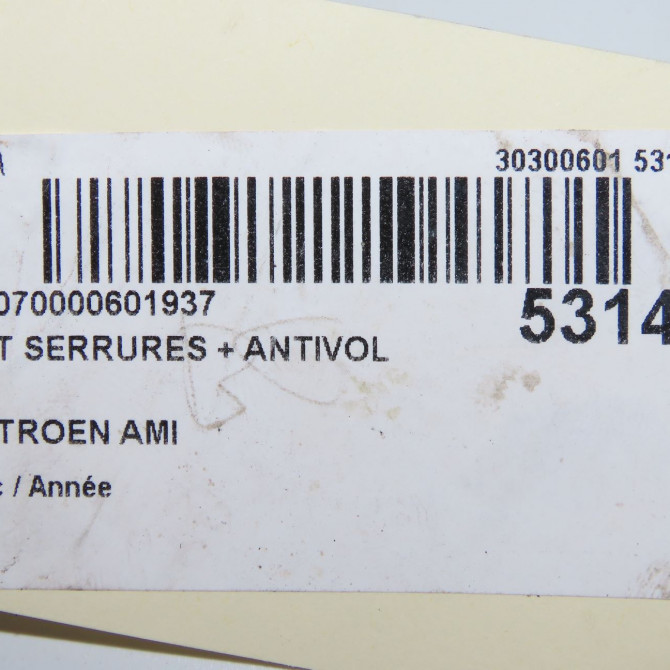 30300601 531
070000601937
5314
T SERRURES + ANTIVOL
TROEN AMI
/ Année